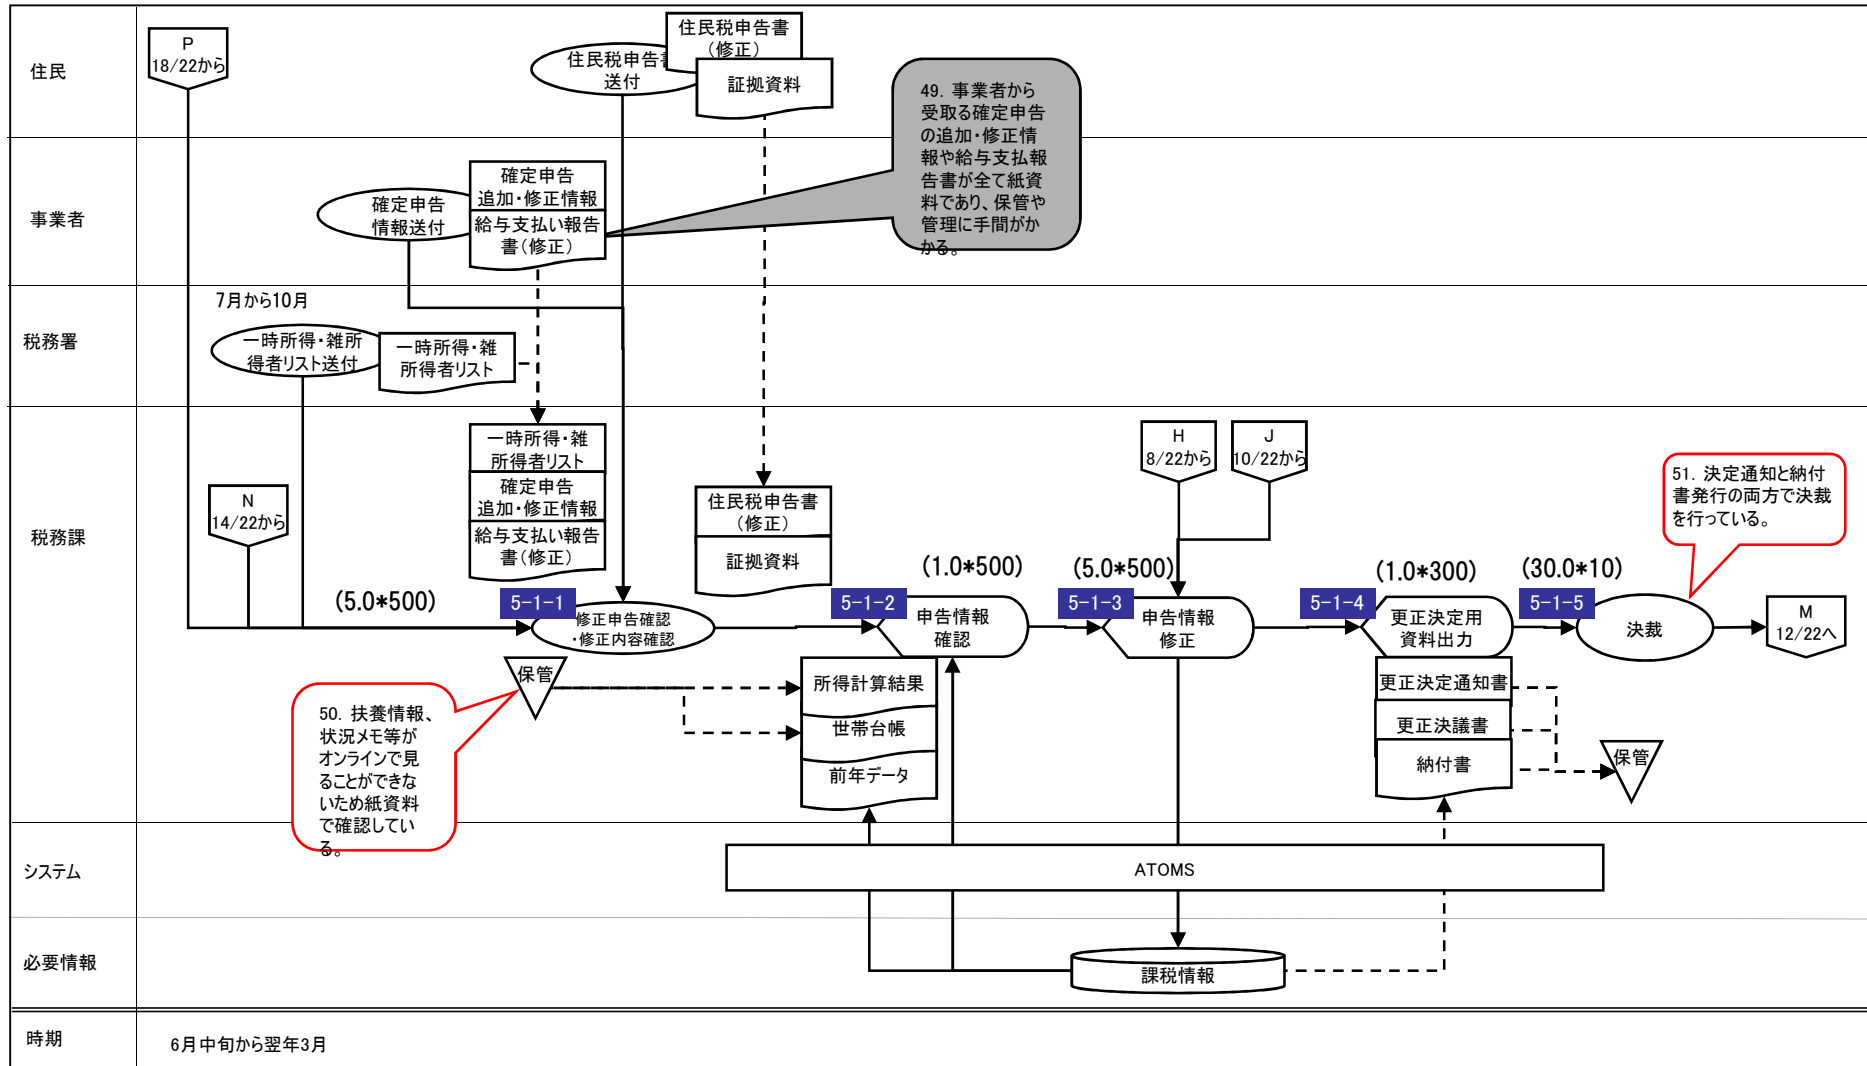 住民
P
18/22から
住民税申告書
送付
住民税申告書
(修正)
証拠資料
49. 事業者から
受取る確定申告
の追加・修正情
報や給与支払報
告書が全て紙資
料であり、保管や
管理に手間がか
かる。
事業者
確定申告
情報送付
確定申告
追加・修正情報
給与支払い報告
書(修正)
税務署
7月から10月
一時所得・雑所
得者リスト送付
一時所得・雑
所得者リスト
税務課
N
14/22から
一時所得・雑
所得者リスト
確定申告
追加・修正情報
給与支払い報告
書(修正)
住民税申告書
(修正)
証拠資料
H
8/22から
J
10/22から
51. 決定通知と納付
書発行の両方で決裁
を行っている。
(5.0*500)
5-1-1
修正申告確認
・修正内容確認
(1.0*500)
5-1-2
申告情報
確認
(5.0*500)
5-1-3
申告情報
修正
(1.0*300)
5-1-4
更正決定用
資料出力
(30.0*10)
5-1-5
決裁
M
12/22へ
保管
50. 扶養情報、
状況メモ等が
オンラインで見
ることができな
いため紙資料
で確認してい
る。
所得計算結果
世帯台帳
前年データ
更正決定通知書
更正決議書
納付書
保管
システム
ATOMS
必要情報
課税情報
時期
6月中旬から翌年3月